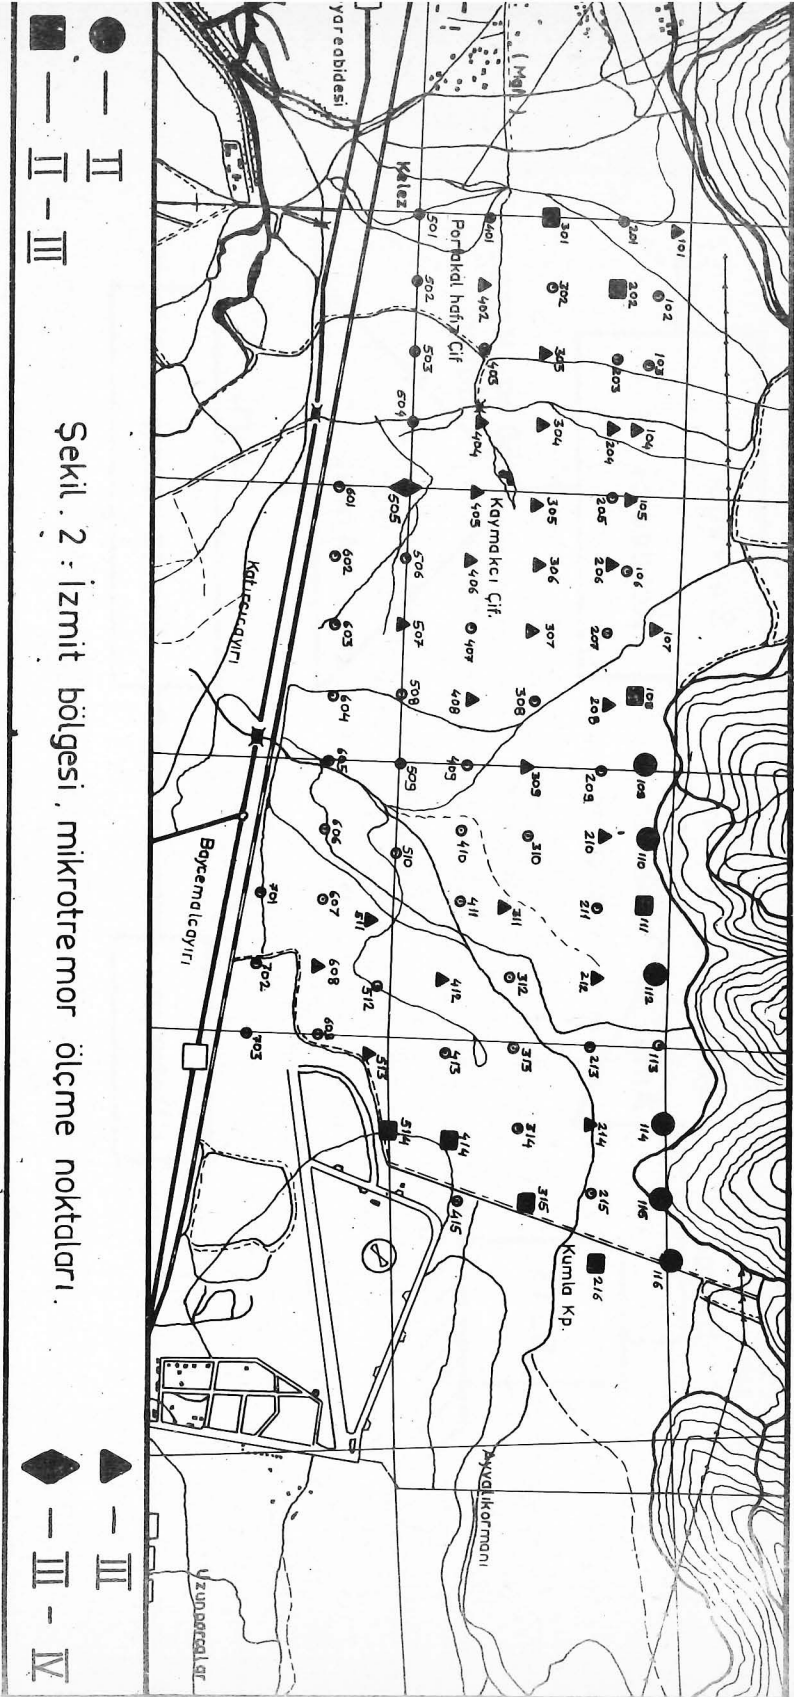 yareabidesi
(Mgh.)
Kelez
Portakal hafız Çif
Kaymakcı Çif.
Katırcıcayırı
Baycemalcayırı
Kumla Kp.
Ayvalıkormanı
101 102 103 104 105 106 107 108 109 110 111 112 113 114 115 116
201 202 203 204 205 206 207 208 209 210 211 212 213 214 215 216
301 302 303 304 305 306 307 308 309 310 311 312 313 314 315
401 402 403 404 405 406 407 408 409 410 411 412 413 414 415
501 502 503 504 505 506 507 508 509 510 511 512 513 514
601 602 603 604 605 606 607 608 609
701 702 703
Şekil . 2 : İzmit bölgesi , mikrotremor ölçme noktaları .
— II
— II - III
— III
— III - IV